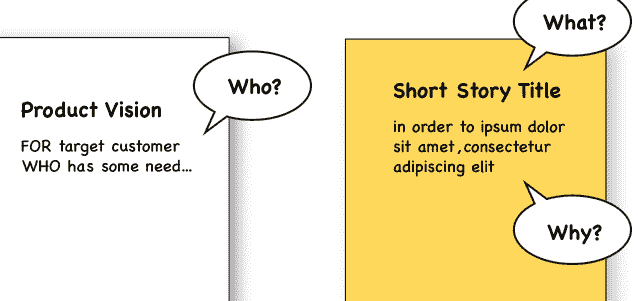 Who?
Product Vision
FOR target customer
WHO has some need...
What?
Short Story Title
in order to ipsum dolor
sit amet, consectetur
adipiscing elit
Why?